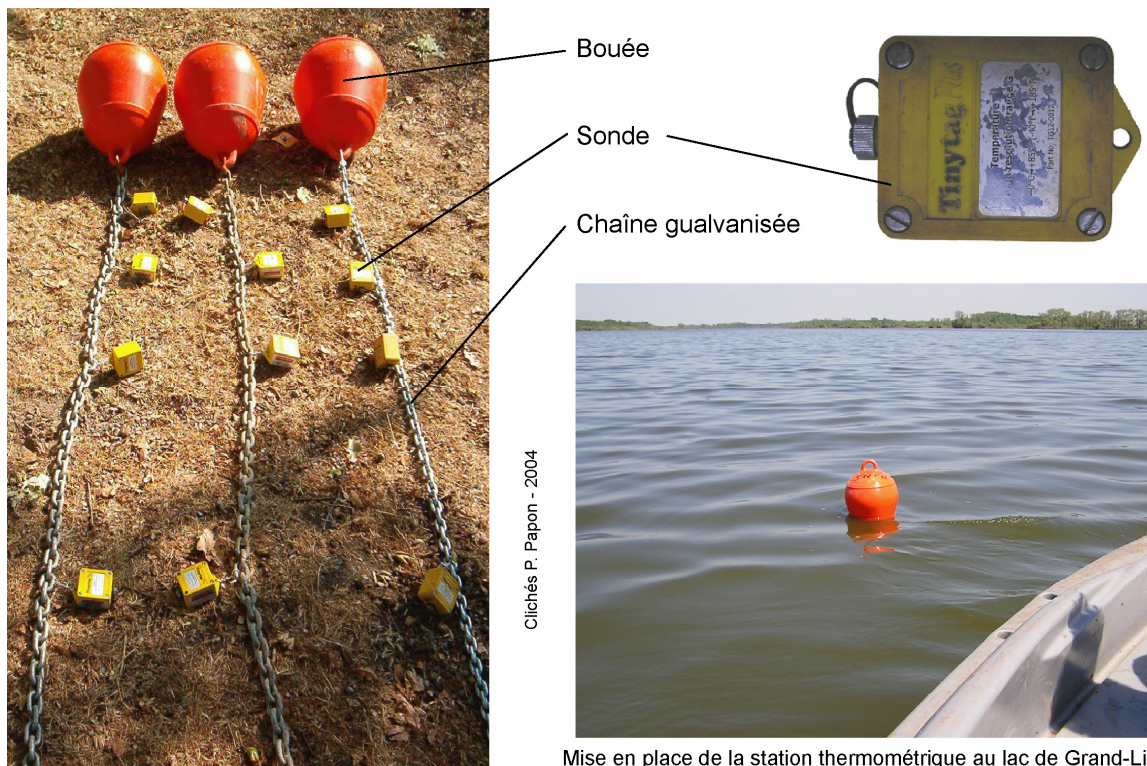 Bouée
Sonde
Chaîne gualvanisée
Tinytag Plus
Temperature
Clichés P. Papon - 2004
Mise en place de la station thermométrique au lac de Grand-Li